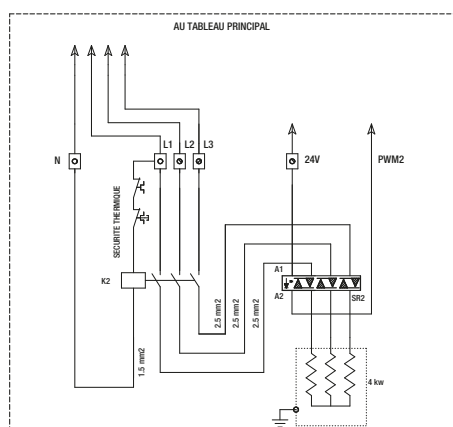 AU TABLEAU PRINCIPAL
N
L1
L2
L3
24V
PWM2
SECURITE THERMIQUE
K2
A1
A2
SR2
2.5 mm2
2.5 mm2
2.5 mm2
1.5 mm2
4 kw